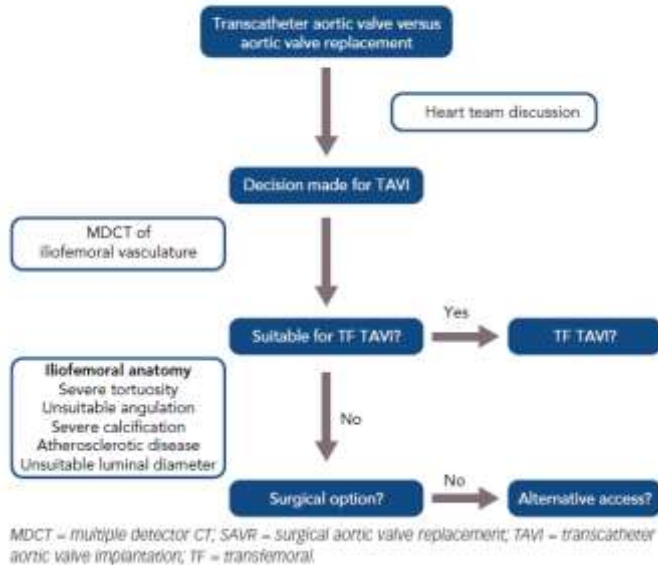 Transcatheter aortic valve versus
aortic valve replacement
Heart team discussion
Decision made for TAVI
MDCT of
iliofemoral vasculature
Suitable for TF TAVI?
Yes
TF TAVI?
Iliofemoral anatomy
Severe tortuosity
Unsuitable angulation
Severe calcification
Atherosclerotic disease
Unsuitable luminal diameter
No
Surgical option?
No
Alternative access?
MDCT = multiple detector CT; SAVR = surgical aortic valve replacement; TAVI = transcatheter
aortic valve implantation; TF = transfemoral.